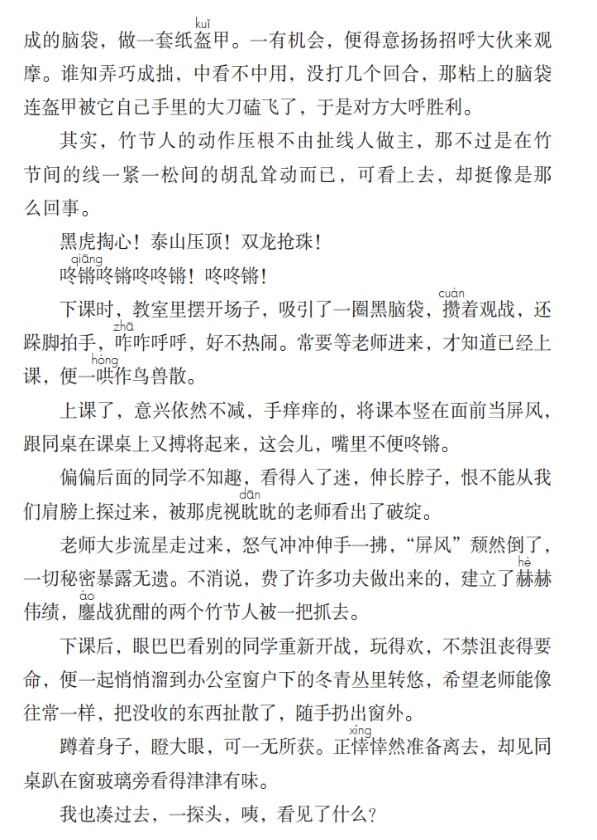 kuī
成的脑袋，做一套纸盔甲。一有机会，便得意扬扬招呼大伙来观
摩。谁知弄巧成拙，中看不中用，没打几个回合，那粘上的脑袋
连盔甲被它自己手里的大刀磕飞了，于是对方大呼胜利。
其实，竹节人的动作压根不由扯线人做主，那不过是在竹
节间的线一紧一松间的胡乱耸动而已，可看上去，却挺像是那
么回事。
黑虎掏心！泰山压顶！双龙抢珠！
qiāng
咚锵咚锵咚咚锵！咚咚锵！
cuán
下课时，教室里摆开场子，吸引了一圈黑脑袋，攒着观战，还
zhā
跺脚拍手，咋咋呼呼，好不热闹。常要等老师进来，才知道已经上
hòng
课，便一哄作鸟兽散。
上课了，意兴依然不减，手痒痒的，将课本竖在面前当屏风，
跟同桌在课桌上又搏将起来，这会儿，嘴里不便咚锵。
偏偏后面的同学不知趣，看得入了迷，伸长脖子，恨不能从我
dān
们肩膀上探过来，被那虎视眈眈的老师看出了破绽。
老师大步流星走过来，怒气冲冲伸手一拂，“屏风”颓然倒了，
hè
一切秘密暴露无遗。不消说，费了许多功夫做出来的，建立了赫赫
áo
伟绩，鏖战犹酣的两个竹节人被一把抓去。
下课后，眼巴巴看别的同学重新开战，玩得欢，不禁沮丧得要
命，便一起悄悄溜到办公室窗户下的冬青丛里转悠，希望老师能像
往常一样，把没收的东西扯散了，随手扔出窗外。
xìng
蹲着身子，瞪大眼，可一无所获。正悻悻然准备离去，却见同
桌趴在窗玻璃旁看得津津有味。
我也凑过去，一探头，咦，看见了什么？